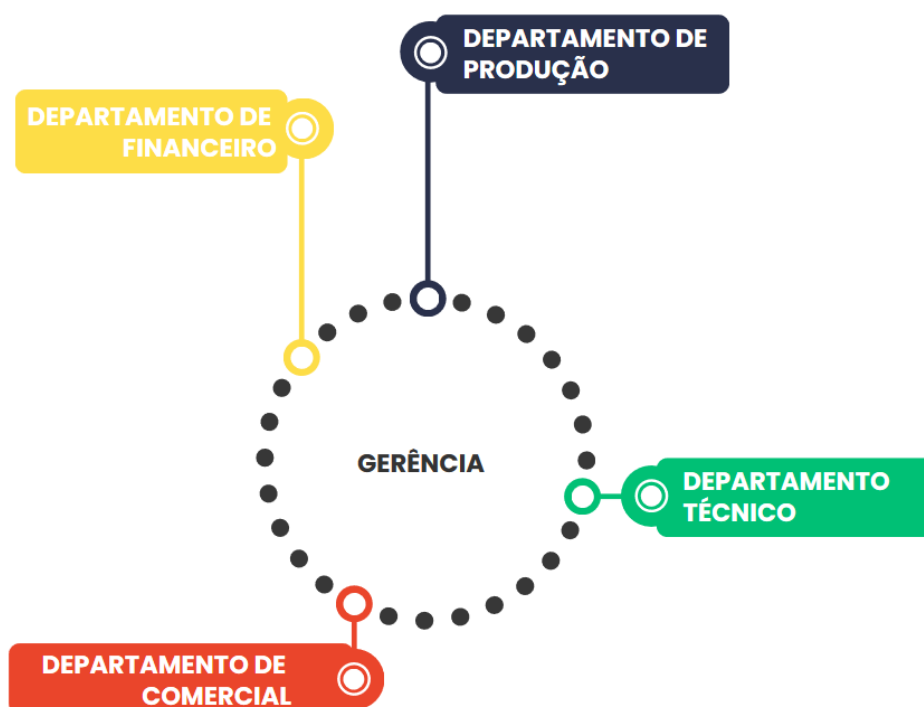 DEPARTAMENTO DE
PRODUÇÃO
DEPARTAMENTO DE
FINANCEIRO
GERÊNCIA
DEPARTAMENTO
TÉCNICO
DEPARTAMENTO DE
COMERCIAL